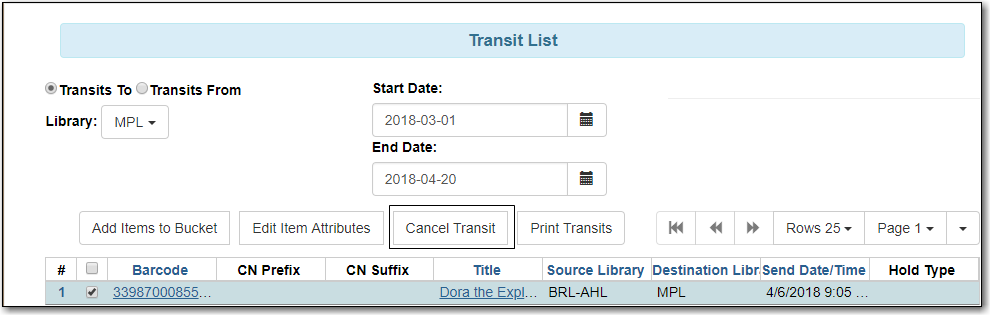 Transit List
Transits To Transits From
Start Date:
Library: MPL
2018-03-01
End Date:
2018-04-20
Add Items to Bucket Edit Item Attributes Cancel Transit Print Transits Rows 25 Page 1
# Barcode CN Prefix CN Suffix Title Source Library Destination Libr Send Date/Time Hold Type
1 33987000855... Dora the Expl... BRL-AHL MPL 4/6/2018 9:05 ...